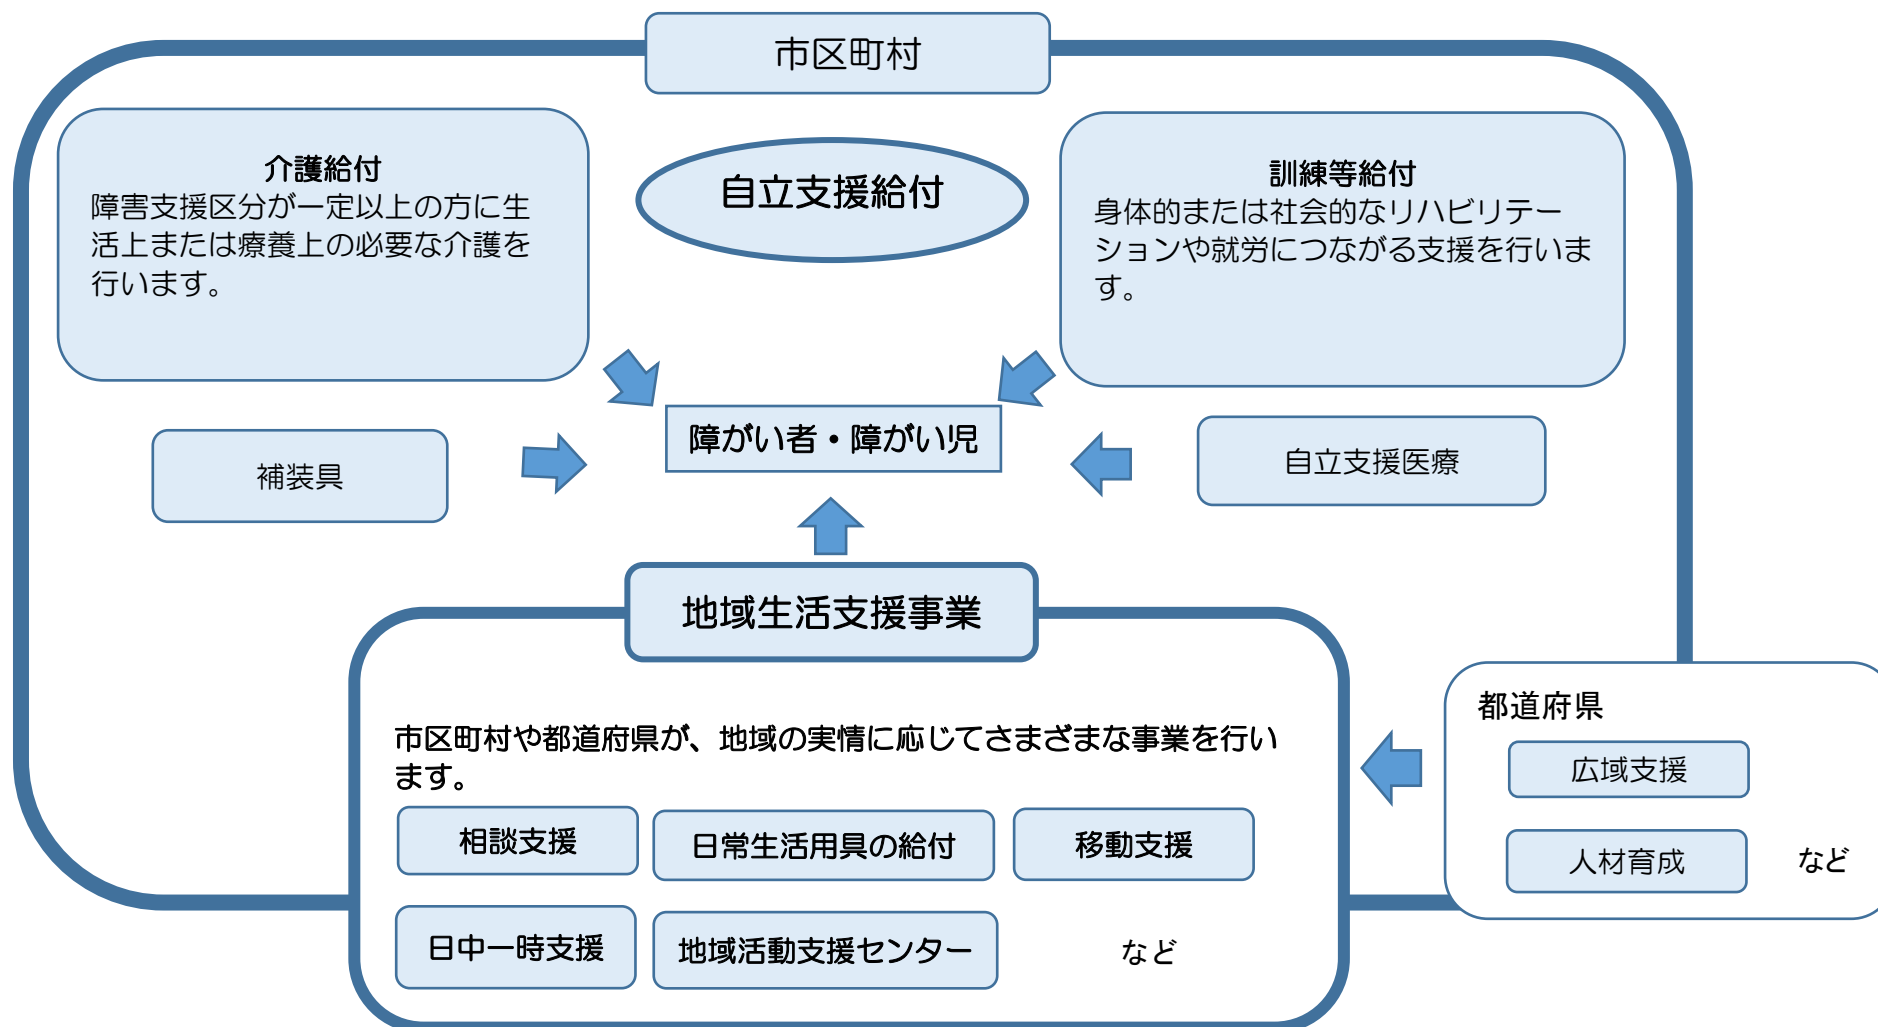 市区町村
介護給付
障害支援区分が一定以上の方に生
活上または療養上の必要な介護を
行います。
自立支援給付
訓練等給付
身体的または社会的なリハビリテー
ションや就労につながる支援を行いま
す。
補装具
障がい者・障がい児
自立支援医療
地域生活支援事業
市区町村や都道府県が、地域の実情に応じてさまざまな事業を行い
ます。
相談支援
日常生活用具の給付
移動支援
日中一時支援
地域活動支援センター
など
都道府県
広域支援
人材育成
など